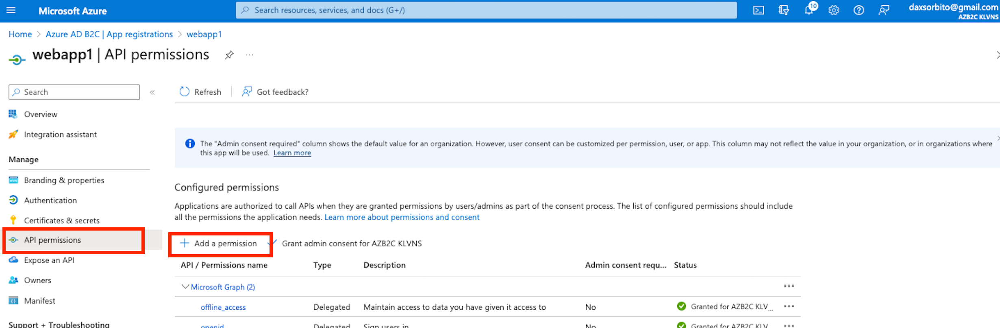 Microsoft Azure
Search resources, services, and docs (G+/)
10
daxsorbito@gmail.com
AZB2C KLVNS
Home > Azure AD B2C | App registrations > webapp1
webapp1 | API permissions
...
Search
«
Refresh
Got feedback?
Overview
Integration assistant
The "Admin consent required" column shows the default value for an organization. However, user consent can be customized per permission, user, or app. This column may not reflect the value in your organization, or in organizations where
this app will be used. Learn more
Manage
Branding & properties
Authentication
Certificates & secrets
API permissions
Expose an API
Owners
Manifest
Support + Troubleshooting
Configured permissions
Applications are authorized to call APIs when they are granted permissions by users/admins as part of the consent process. The list of configured permissions should include
all the permissions the application needs. Learn more about permissions and consent
+ Add a permission
Grant admin consent for AZB2C KLVNS
API / Permissions name Type Description Admin consent requ... Status
Microsoft Graph (2) ...
offline_access Delegated Maintain access to data you have given it access to No Granted for AZB2C KLV... ...
openid Delegated Sign users in No Granted for AZB2C KLV ...